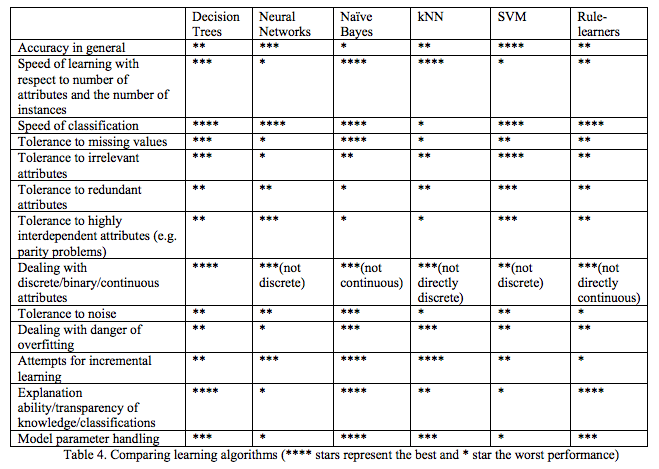 Decision Trees Neural Networks Naïve Bayes kNN SVM Rule-learners
Accuracy in general ** *** * ** **** **
Speed of learning with respect to number of attributes and the number of instances *** * **** **** * **
Speed of classification **** **** **** * **** ****
Tolerance to missing values *** * **** * ** **
Tolerance to irrelevant attributes *** * ** ** **** **
Tolerance to redundant attributes ** ** * ** *** **
Tolerance to highly interdependent attributes (e.g. parity problems) ** *** * * *** **
Dealing with discrete/binary/continuous attributes **** ***(not discrete) ***(not continuous) ***(not directly discrete) **(not discrete) ***(not directly continuous)
Tolerance to noise ** ** *** * ** *
Dealing with danger of overfitting ** * *** *** ** **
Attempts for incremental learning ** *** **** **** ** *
Explanation ability/transparency of knowledge/classifications **** * **** ** * ****
Model parameter handling *** * **** *** * ***
Table 4. Comparing learning algorithms (**** stars represent the best and * star the worst performance)